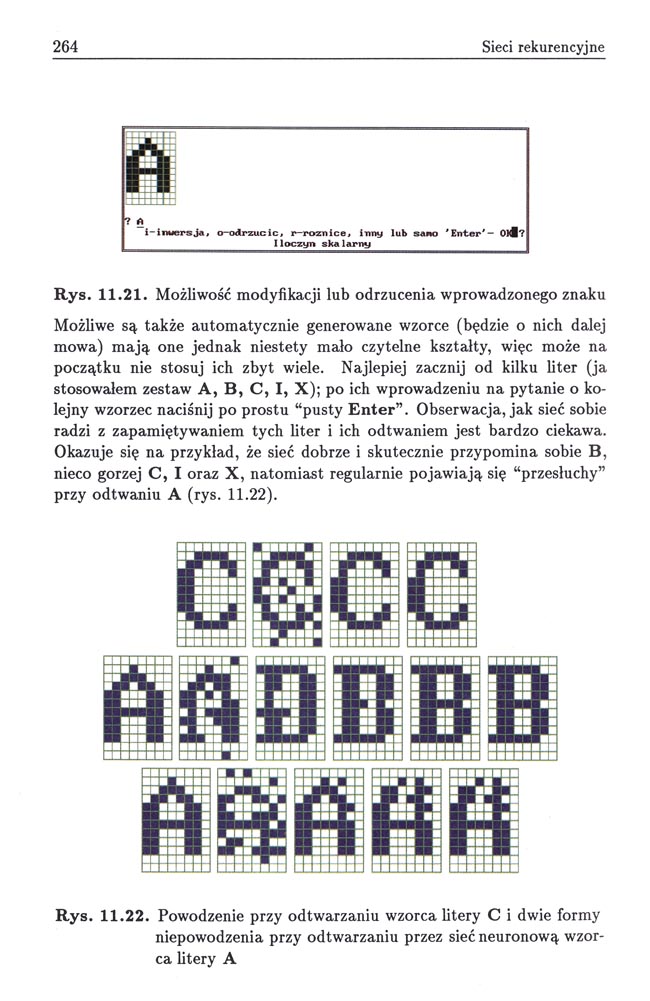 264
Sieci rekurencyjne
? A
i-inwersja, o-odrzucic, r-roznice, inny lub samo 'Enter'- OK?
Iloczyn skalarny
Rys. 11.21. Możliwość modyfikacji lub odrzucenia wprowadzonego znaku
Możliwe są także automatycznie generowane wzorce (będzie o nich dalej
mowa) mają one jednak niestety mało czytelne kształty, więc może na
początku nie stosuj ich zbyt wiele. Najlepiej zacznij od kilku liter (ja
stosowałem zestaw A, B, C, I, X); po ich wprowadzeniu na pytanie o ko-
lejny wzorzec naciśnij po prostu “pusty Enter”. Obserwacja, jak sieć sobie
radzi z zapamiętywaniem tych liter i ich odtwaniem jest bardzo ciekawa.
Okazuje się na przykład, że sieć dobrze i skutecznie przypomina sobie B,
nieco gorzej C, I oraz X, natomiast regularnie pojawiają się “przesłuchy”
przy odtwaniu A (rys. 11.22).
Rys. 11.22. Powodzenie przy odtwarzaniu wzorca litery C i dwie formy
niepowodzenia przy odtwarzaniu przez sieć neuronową wzor-
ca litery A